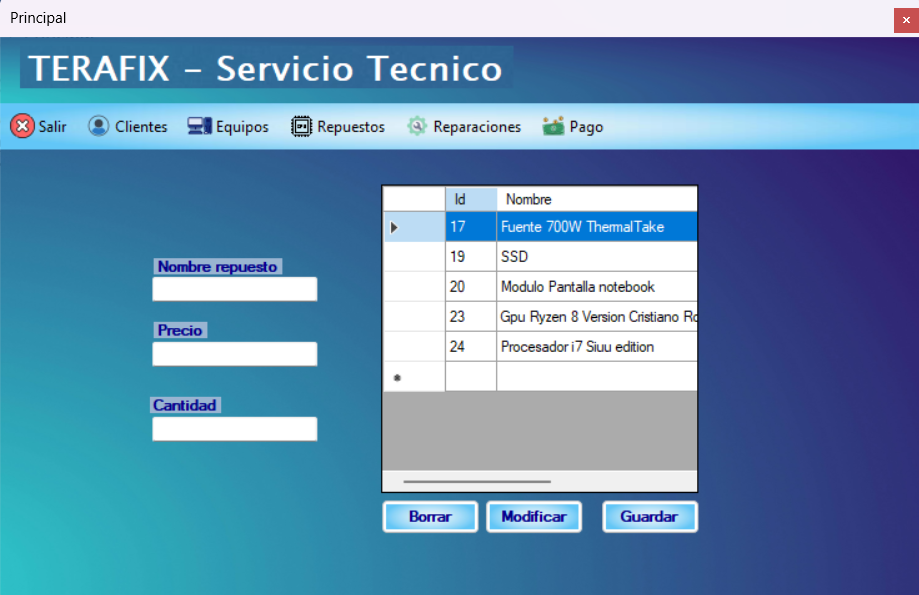 Principal
TERAFIX – Servicio Tecnico
Salir Clientes Equipos Repuestos Reparaciones Pago
Id Nombre
17 Fuente 700W ThermalTake
19 SSD
20 Modulo Pantalla notebook
23 Gpu Ryzen 8 Version Cristiano Ro
24 Procesador i7 Siuu edition
Nombre repuesto
Precio
Cantidad
Borrar Modificar Guardar